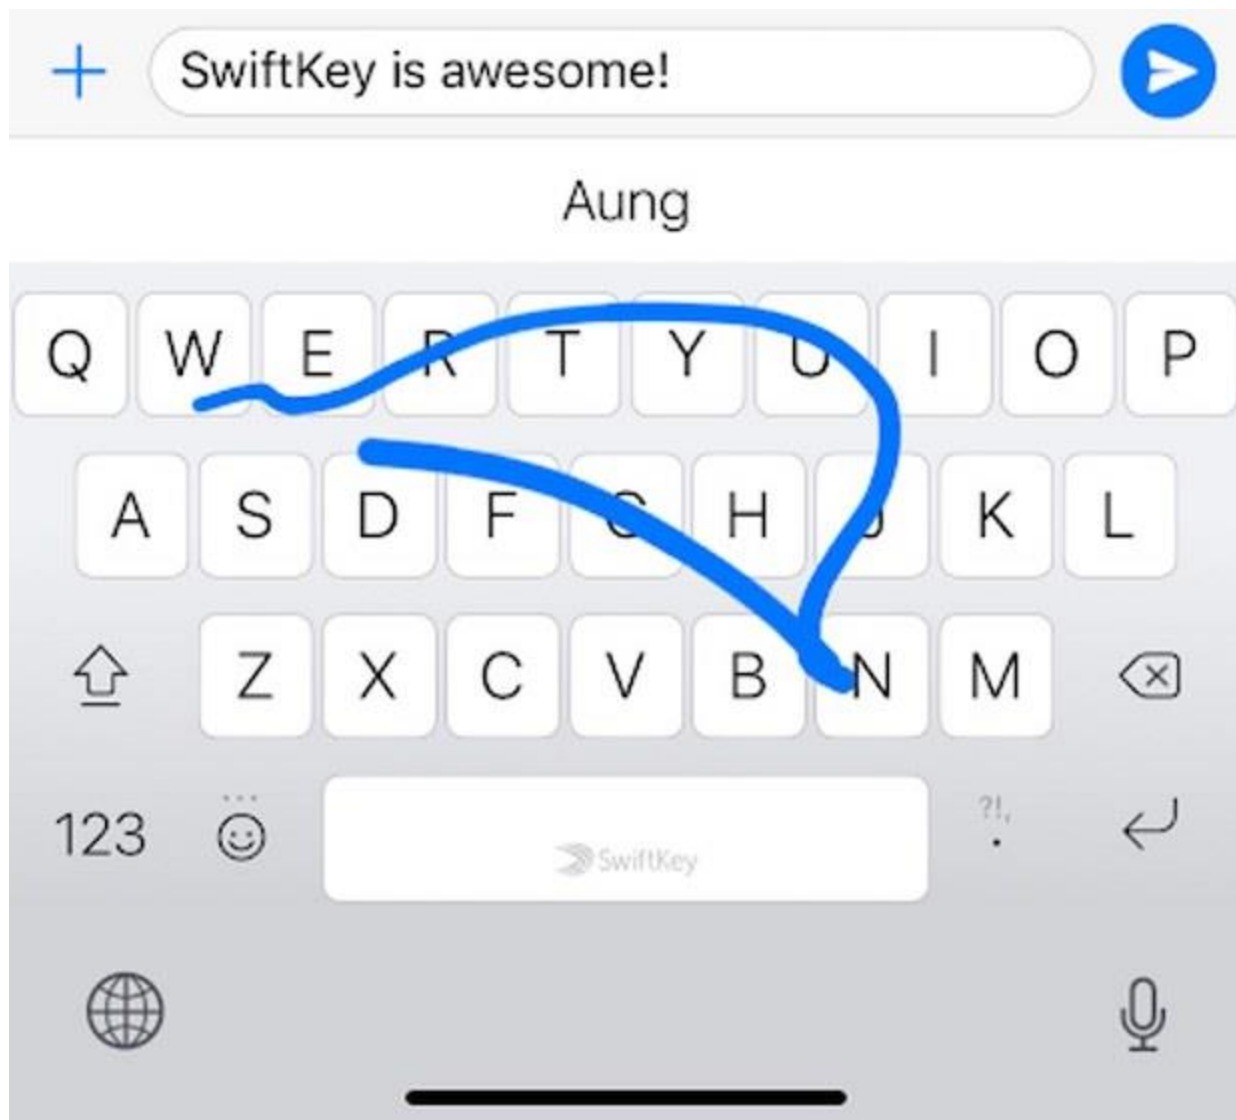 SwiftKey is awesome!
Aung
Q W E R T Y U I O P
A S D F G H J K L
Z X C V B N M
123 ?!, .
SwiftKey